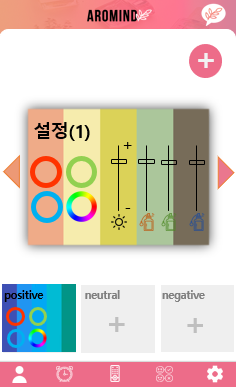 AROMIND
설정(1)
positive
neutral
negative